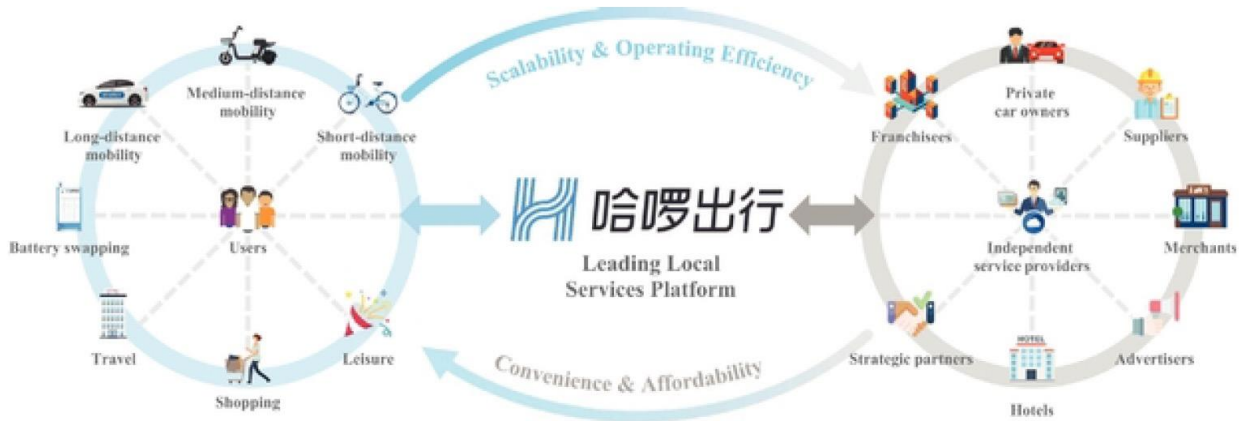 Scalability & Operating Efficiency
Medium-distance
mobility
Long-distance
mobility
Short-distance
mobility
Battery swapping
Users
Travel
Leisure
Shopping
哈啰出行
Leading Local
Services Platform
Convenience & Affordability
Private
car owners
Franchisees
Suppliers
Independent
service providers
Merchants
Strategic partners
HOTEL
Advertisers
Hotels